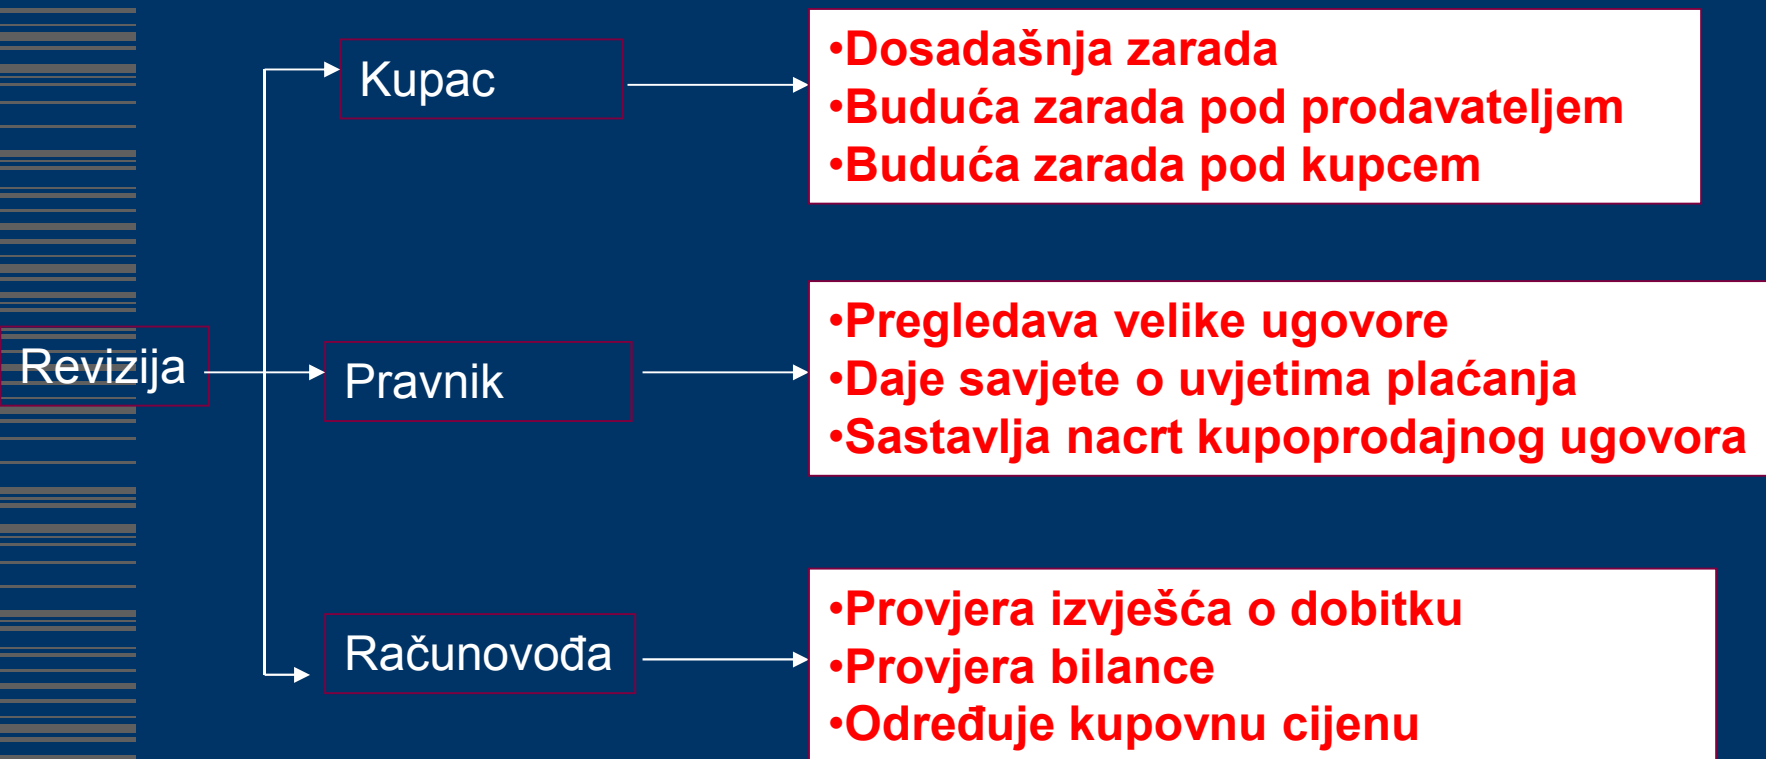 Revizija
Kupac
•Dosadašnja zarada
•Buduća zarada pod prodavateljem
•Buduća zarada pod kupcem
Pravnik
•Pregledava velike ugovore
•Daje savjete o uvjetima plaćanja
•Sastavlja nacrt kupoprodajnog ugovora
Računovođa
•Provjera izvješća o dobitku
•Provjera bilance
•Određuje kupovnu cijenu